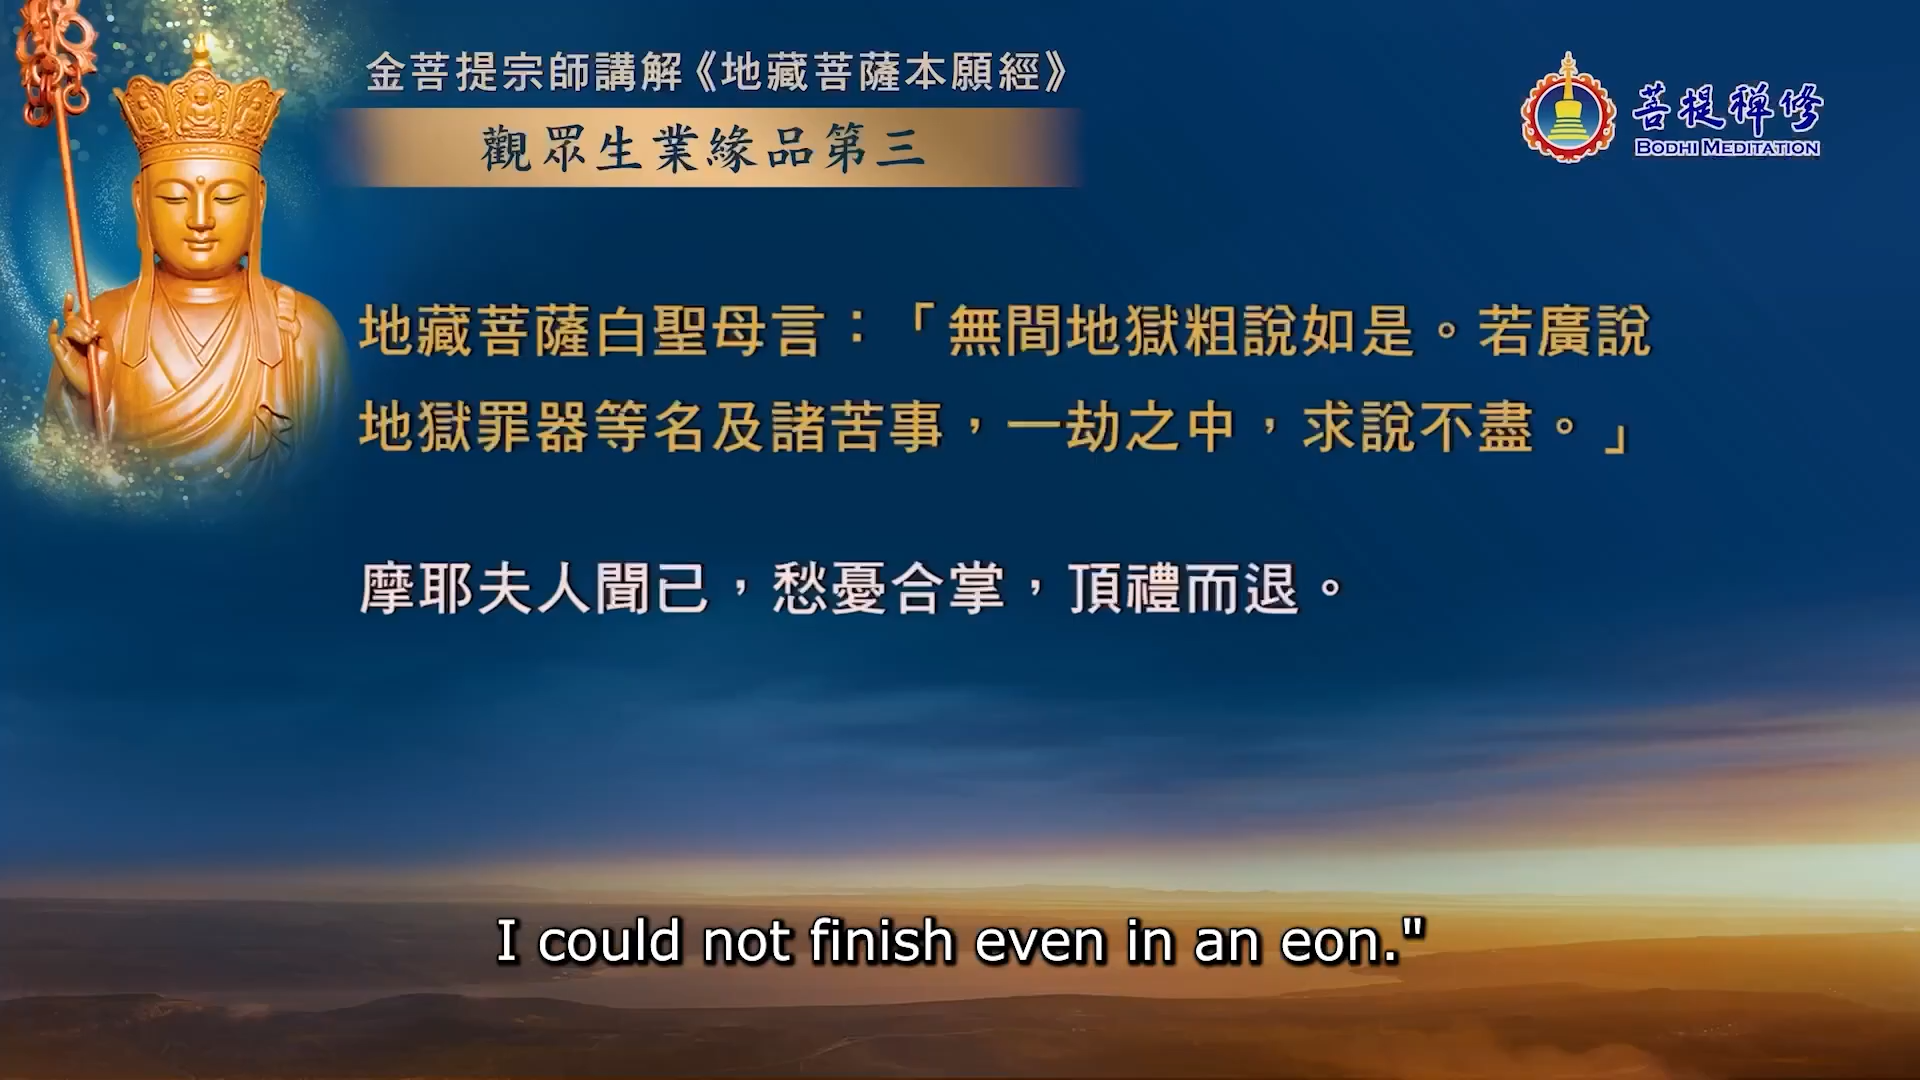 金菩提宗師講解《地藏菩薩本願經》
觀眾生業緣品第三
菩提禪修
BODHI MEDITATION
地藏菩薩白聖母言：「無間地獄粗說如是。若廣說
地獄罪器等名及諸苦事，一劫之中，求說不盡。」
摩耶夫人聞已，愁憂合掌，頂禮而退。
I could not finish even in an eon."